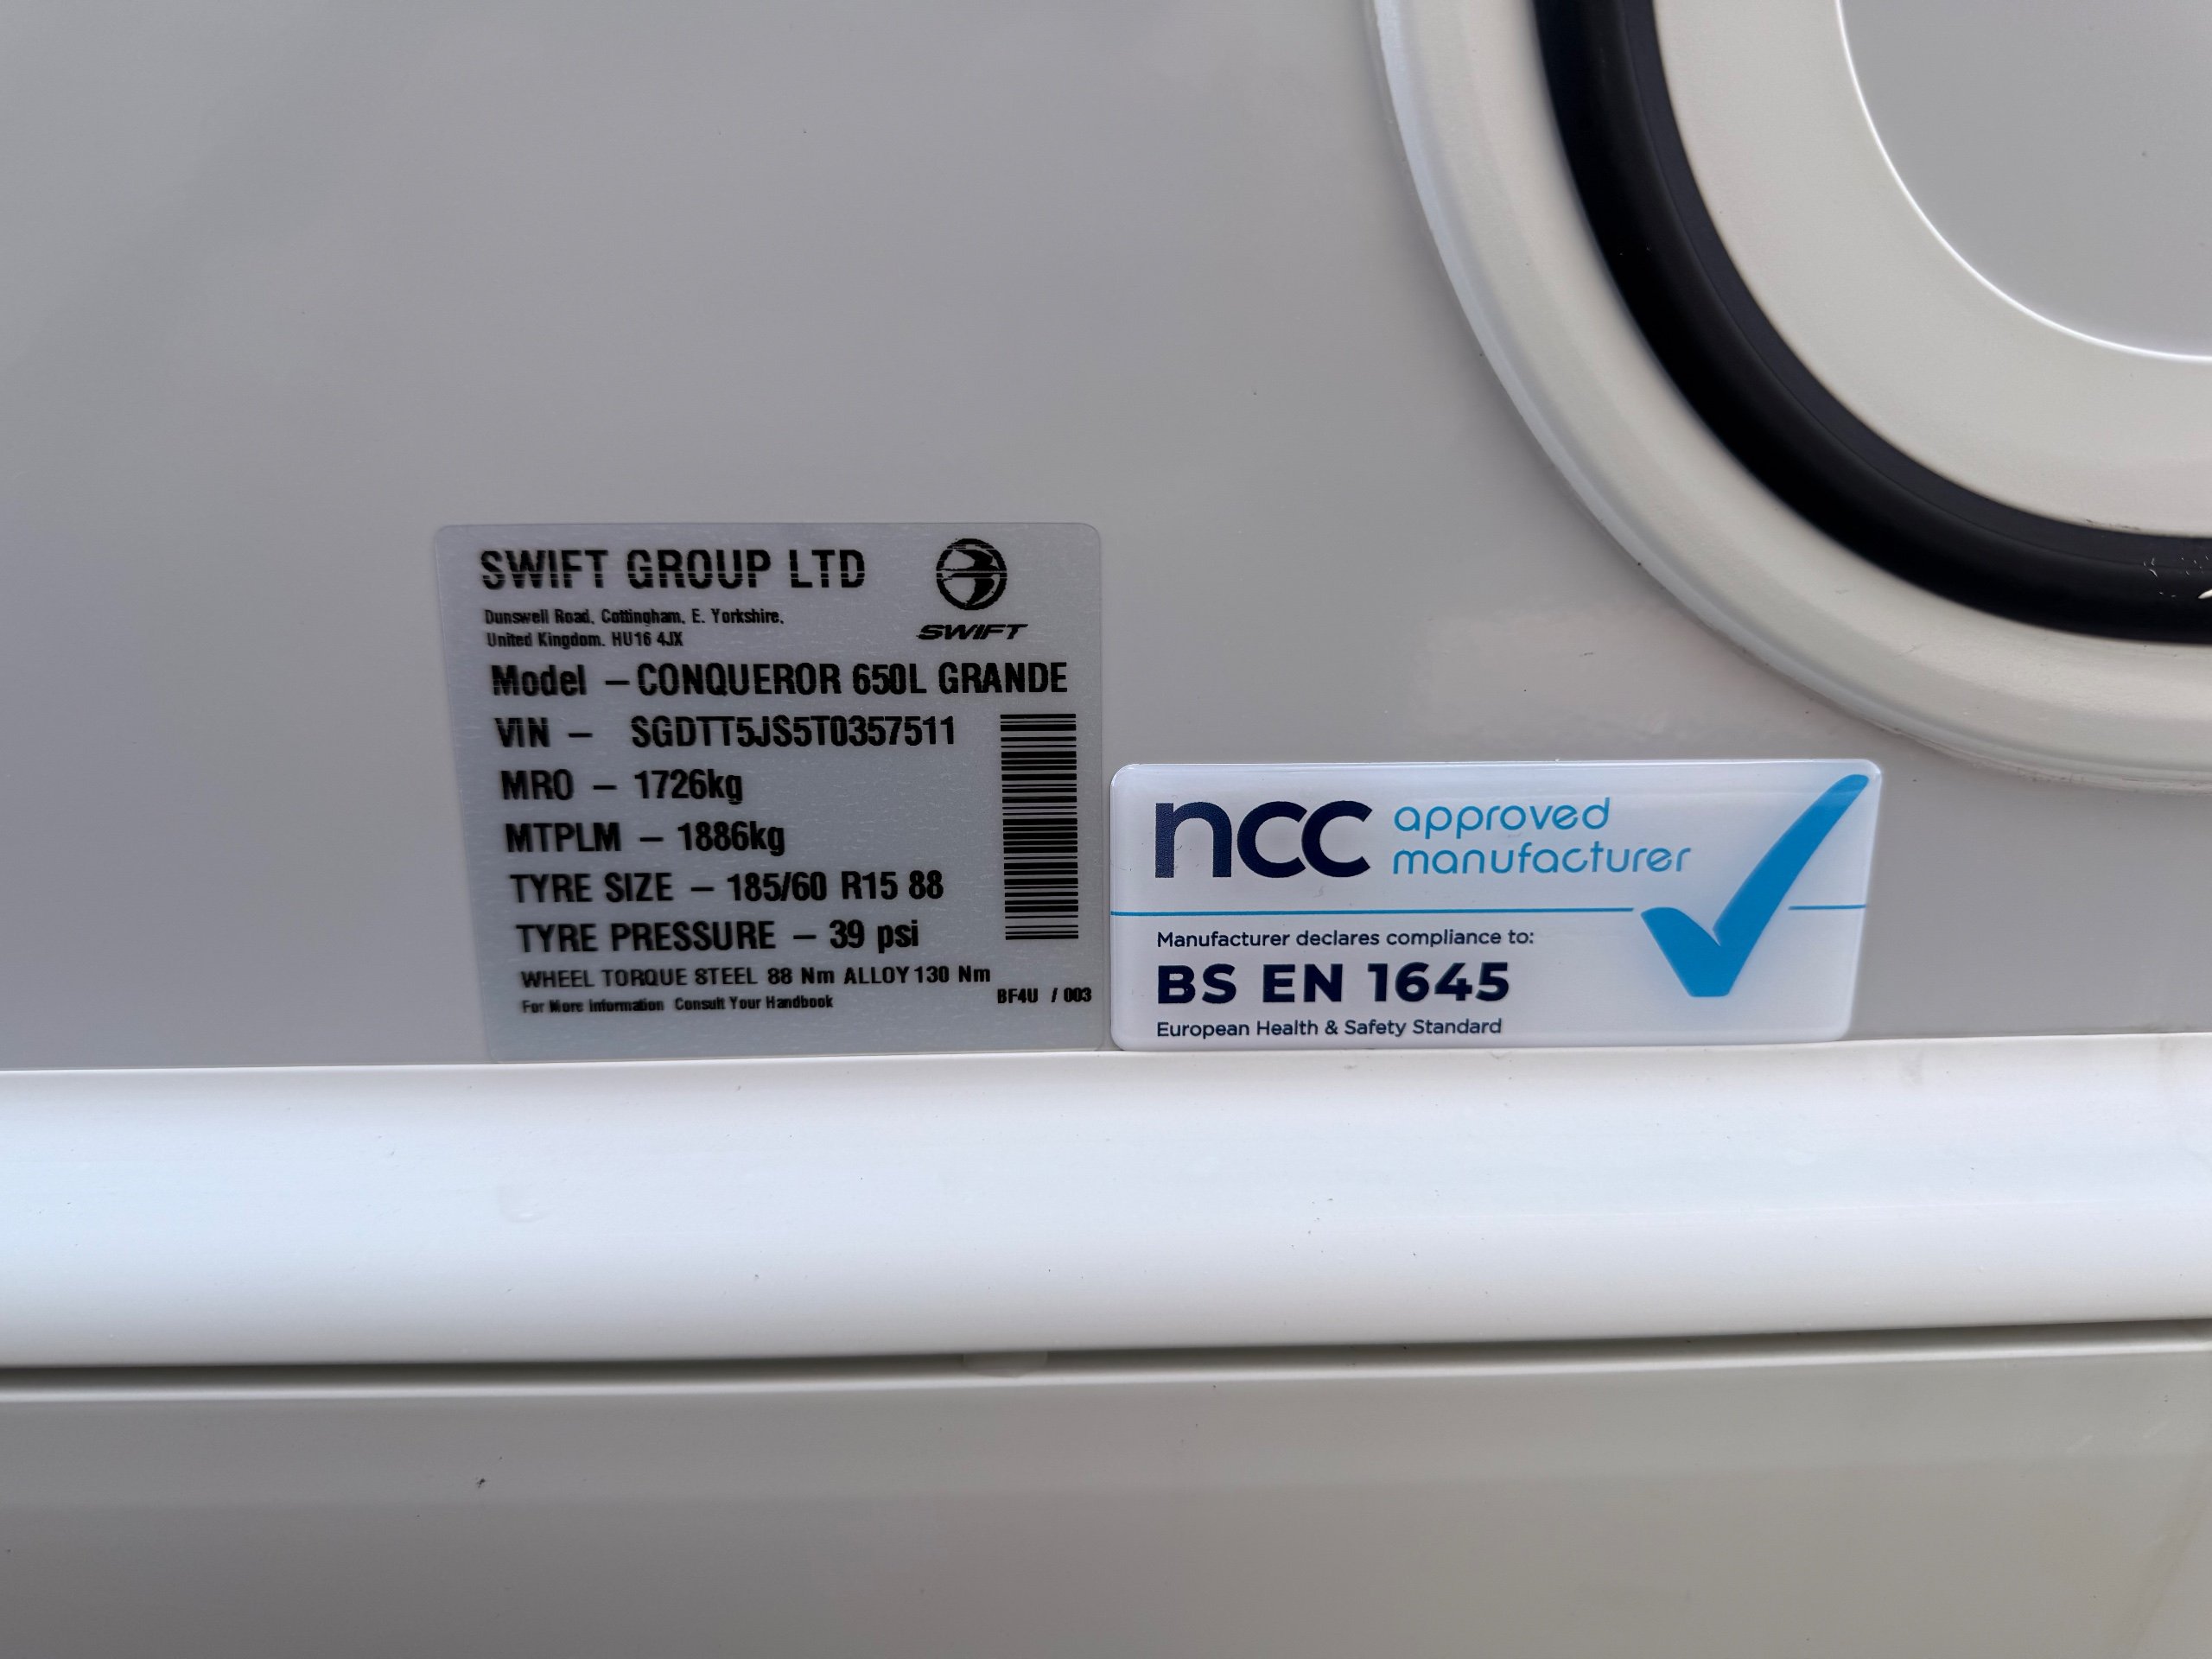 SWIFT GROUP LTD
SWIFT
Dunswell Road, Cottingham, E. Yorkshire,
United Kingdom. HU16 4JX
Model – CONQUEROR 650L GRANDE
VIN – SGDTT5JS5T0357511
MRO – 1726kg
MTPLM – 1886kg
TYRE SIZE – 185/60 R15 88
TYRE PRESSURE – 39 psi
WHEEL TORQUE STEEL 88 Nm ALLOY 130 Nm
For More Information Consult Your Handbook
BF4U / 003
ncc approved
manufacturer
Manufacturer declares compliance to:
BS EN 1645
European Health & Safety Standard